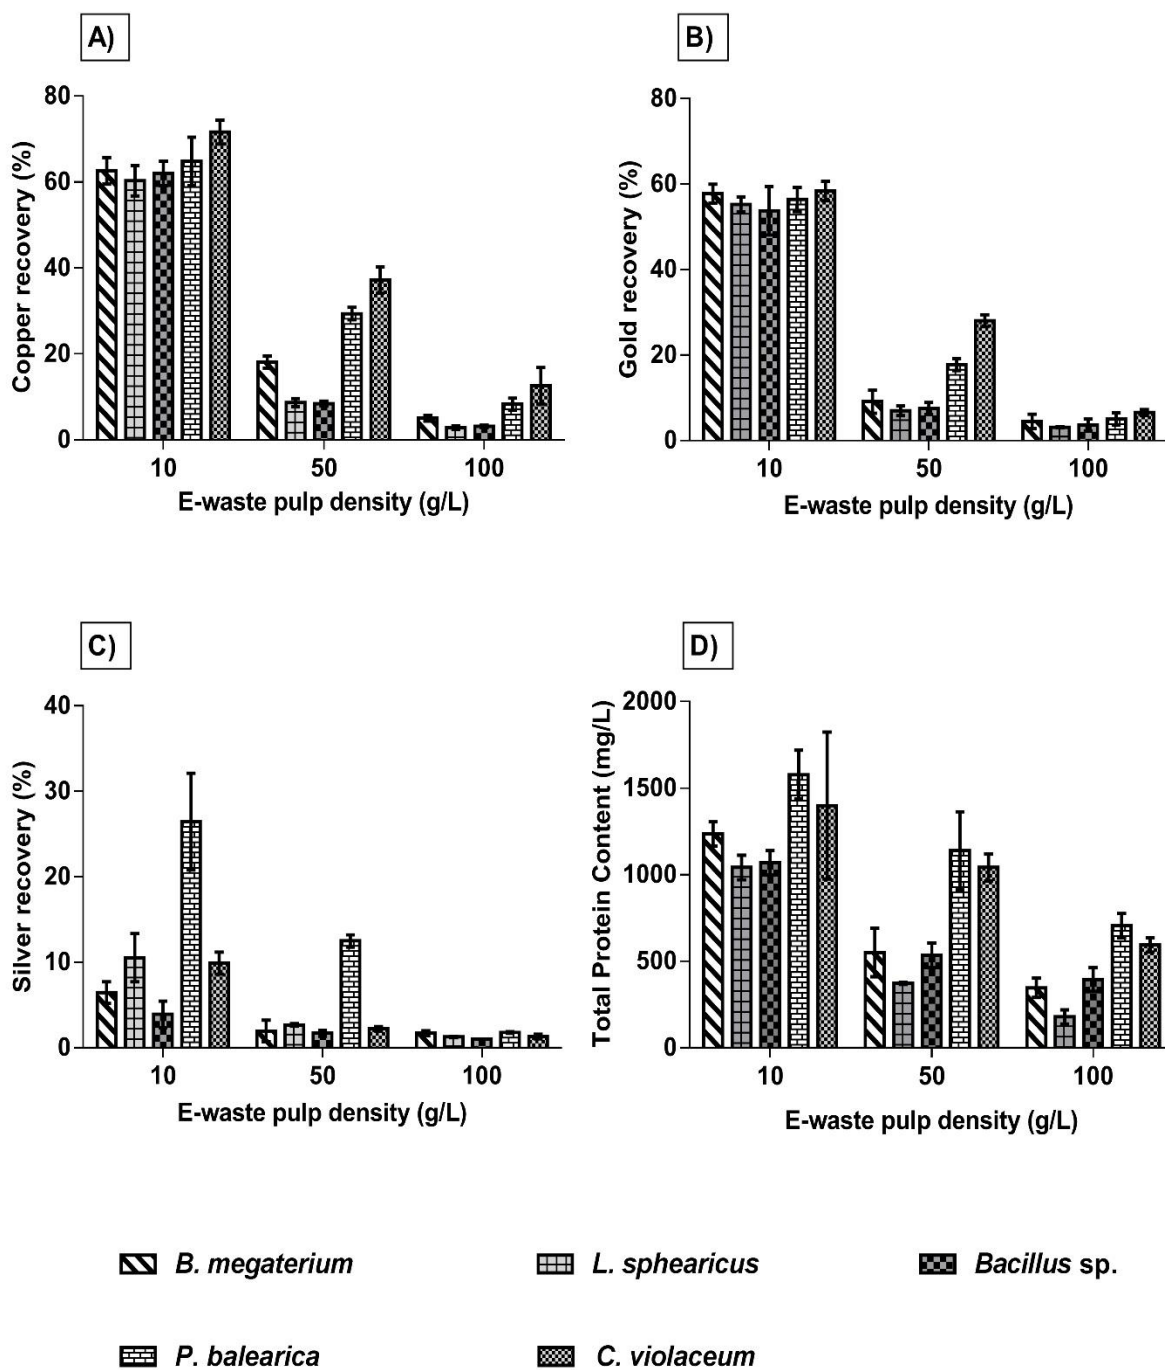 A)
Copper recovery (%)
80
60
40
20
0
10 50 100
E-waste pulp density (g/L)
B)
Gold recovery (%)
80
60
40
20
0
10 50 100
E-waste pulp density (g/L)
C)
Silver recovery (%)
40
30
20
10
0
10 50 100
E-waste pulp density (g/L)
D)
Total Protein Content (mg/L)
2000
1500
1000
500
0
10 50 100
E-waste pulp density (g/L)
B. megaterium L. sphearicus Bacillus sp.
P. balearica C. violaceum